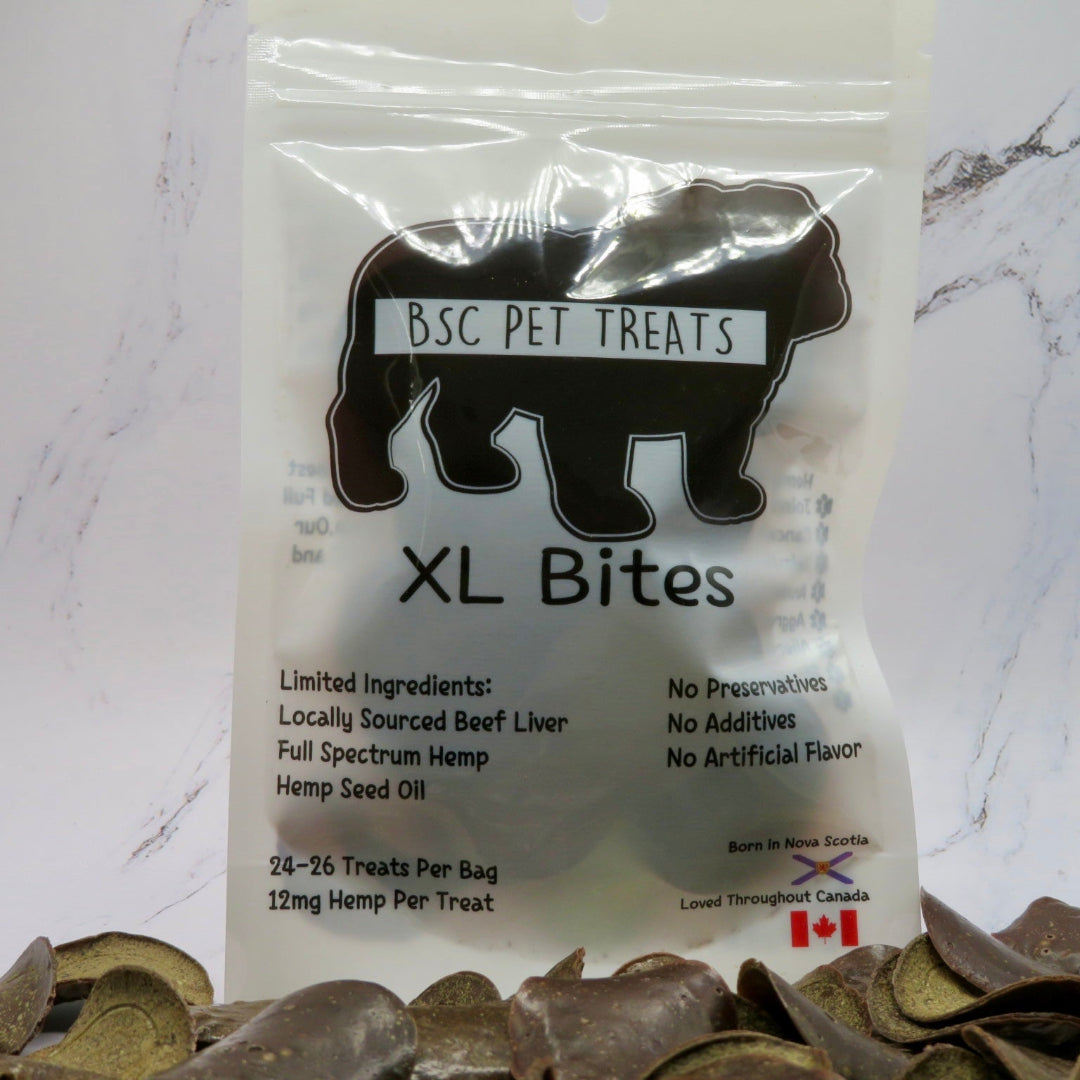 BSC PET TREATS
XL Bites
Limited Ingredients:
Locally Sourced Beef Liver
Full Spectrum Hemp
Hemp Seed Oil
No Preservatives
No Additives
No Artificial Flavor
24-26 Treats Per Bag
12mg Hemp Per Treat
Born in Nova Scotia
Loved Throughout Canada